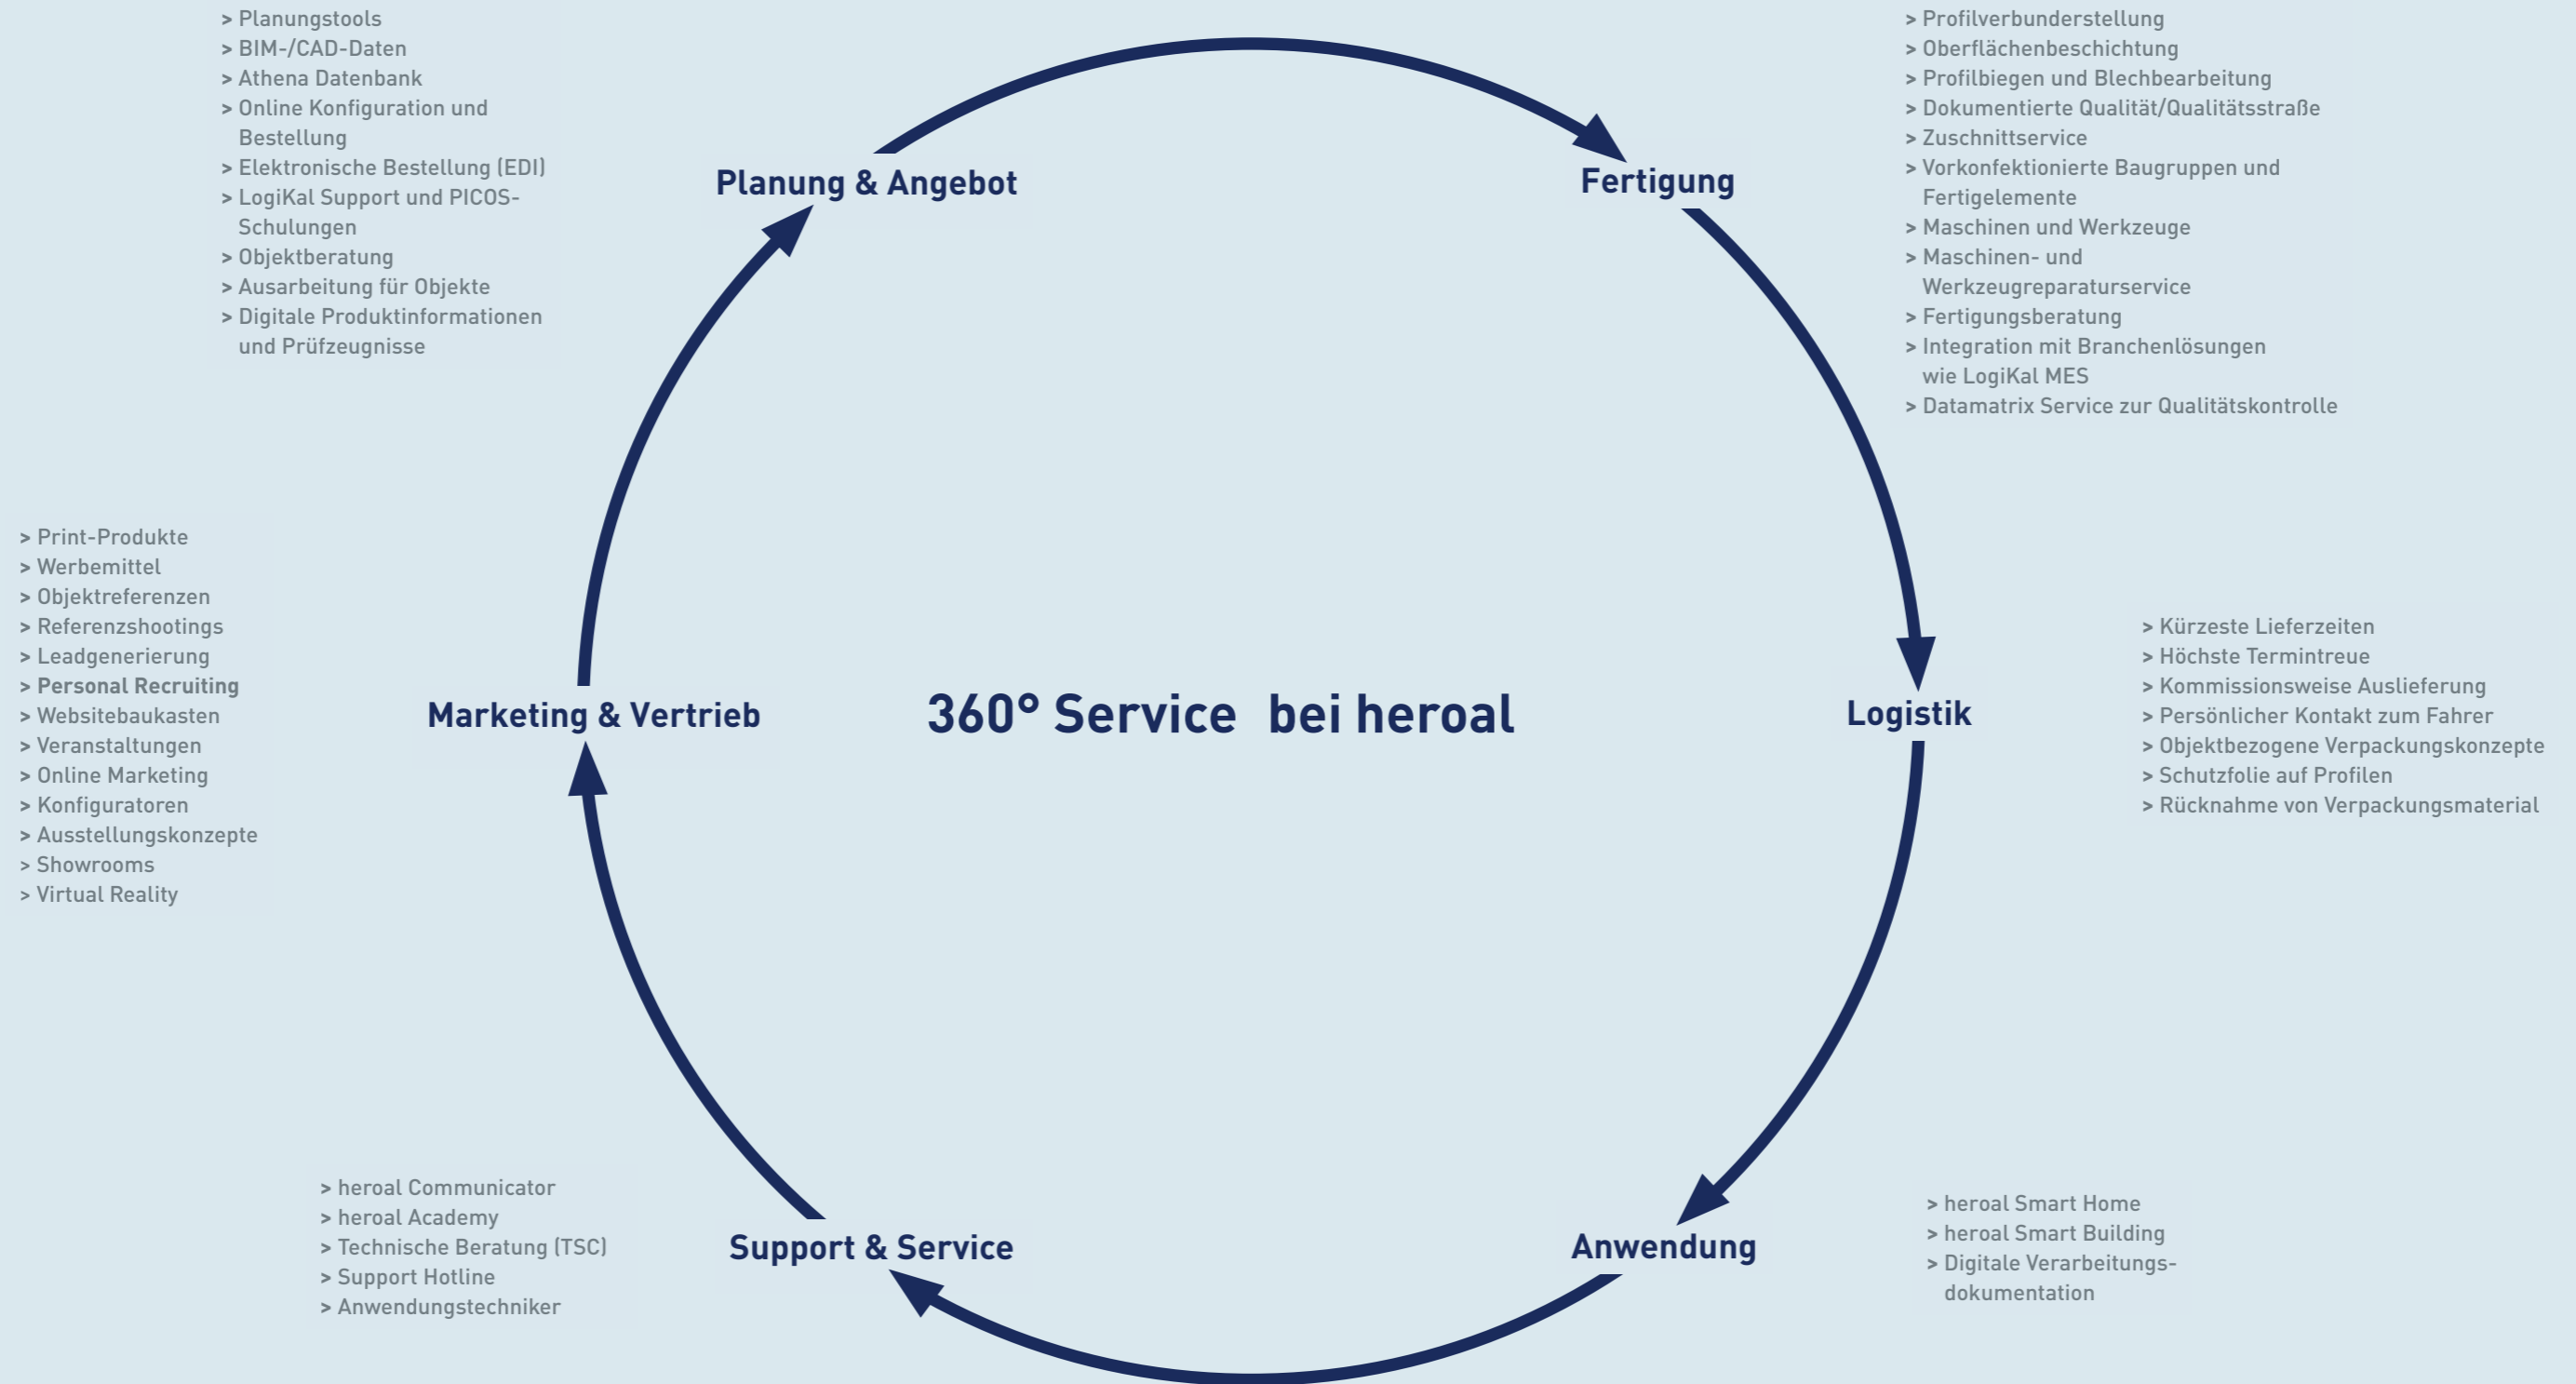 > Planungstools
> BIM-/CAD-Daten
> Athena Datenbank
> Online Konfiguration und
Bestellung
> Elektronische Bestellung (EDI)
> LogiKal Support und PICOS-
Schulungen
> Objektberatung
> Ausarbeitung für Objekte
> Digitale Produktinformationen
und Prüfzeugnisse
Planung & Angebot
Fertigung
> Profilverbunderstellung
> Oberflächenbeschichtung
> Profilbiegen und Blechbearbeitung
> Dokumentierte Qualität/Qualitätsstraße
> Zuschnittservice
> Vorkonfektionierte Baugruppen und
Fertigelemente
> Maschinen und Werkzeuge
> Maschinen- und
Werkzeugreparaturservice
> Fertigungsberatung
> Integration mit Branchenlösungen
wie LogiKal MES
> Datamatrix Service zur Qualitätskontrolle
> Print-Produkte
> Werbemittel
> Objektreferenzen
> Referenzshootings
> Leadgenerierung
> Personal Recruiting
> Websitebaukasten
> Veranstaltungen
> Online Marketing
> Konfiguratoren
> Ausstellungskonzepte
> Showrooms
> Virtual Reality
Marketing & Vertrieb
360° Service bei heroal
Logistik
> Kürzeste Lieferzeiten
> Höchste Termintreue
> Kommissionsweise Auslieferung
> Persönlicher Kontakt zum Fahrer
> Objektbezogene Verpackungskonzepte
> Schutzfolie auf Profilen
> Rücknahme von Verpackungsmaterial
> heroal Communicator
> heroal Academy
> Technische Beratung (TSC)
> Support Hotline
> Anwendungstechniker
Support & Service
Anwendung
> heroal Smart Home
> heroal Smart Building
> Digitale Verarbeitungs-
dokumentation